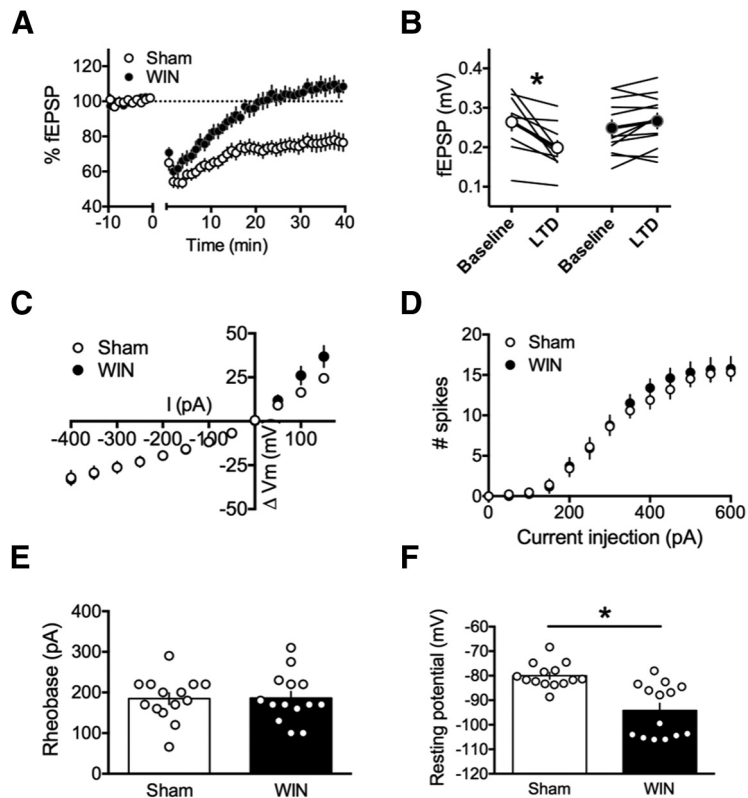 A
Sham
WIN
% fEPSP
120
100
80
60
40
-10
0
10
20
30
40
Time (min)
B
*
fEPSP (mV)
0.4
0.3
0.2
0.1
Baseline
LTD
Baseline
LTD
C
Sham
WIN
50
25
-25
-50
I (pA)
-400
-300
-200
-100
100
Δ Vm (mV)
D
Sham
WIN
# spikes
20
15
10
5
0
0
200
400
600
Current injection (pA)
E
Rheobase (pA)
400
300
200
100
0
Sham
WIN
F
*
Resting potential (mV)
-60
-70
-80
-90
-100
-110
-120
Sham
WIN